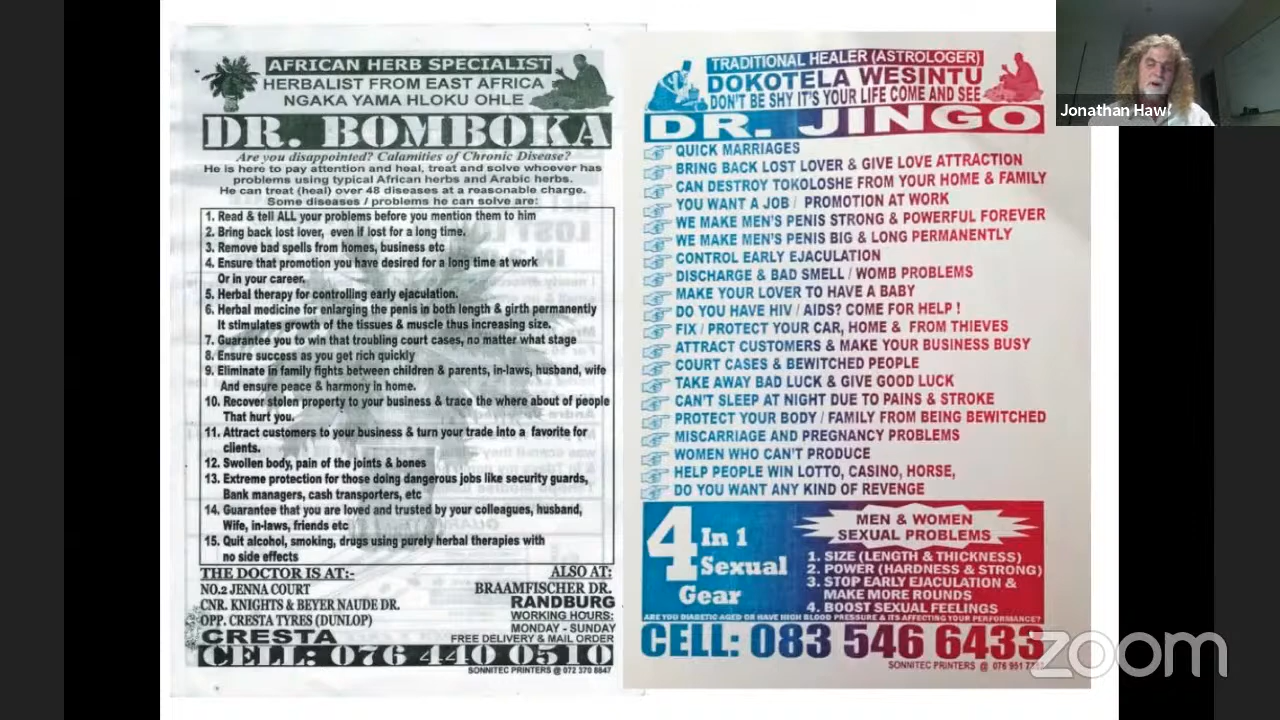 AFRICAN HERB SPECIALIST
HERBALIST FROM EAST AFRICA
NGAKA YAMA HLOKU OHLE
DR. BOMBOKA
Are you disappointed? Calamities of Chronic Disease?
He is here to pay attention and heal, treat and solve whoever has
problems using typical African herbs and Arabic herbs.
He can treat (heal) over 48 diseases at a reasonable charge.
Some diseases / problems he can solve are:
1. Read & tell ALL your problems before you mention them to him
2. Bring back lost lover, even if lost for a long time.
3. Remove bad spells from homes, business etc
4. Ensure that promotion you have desired for a long time at work
Or in your career.
5. Herbal therapy for controlling early ejaculation.
6. Herbal medicine for enlarging the penis in both length & girth permanently
It stimulates growth of the tissues & muscle thus increasing size.
7. Guarantee you to win that troubling court cases, no matter what stage
8. Ensure success as you get rich quickly
9. Eliminate in family fights between children & parents, in-laws, husband, wife
And ensure peace & harmony in home.
10. Recover stolen property to your business & trace the where about of people
That hurt you.
11. Attract customers to your business & turn your trade into a favorite for
clients.
12. Swollen body, pain of the joints & bones
13. Extreme protection for those doing dangerous jobs like security guards,
Bank managers, cash transporters, etc
14. Guarantee that you are loved and trusted by your colleagues, husband,
Wife, in-laws, friends etc
15. Quit alcohol, smoking, drugs using purely herbal therapies with
no side effects
THE DOCTOR IS AT:-
NO.2 JENNA COURT
CNR. KNIGHTS & BEYER NAUDE DR.
OPP. CRESTA TYRES (DUNLOP)
CRESTA
ALSO AT:
BRAAMFISCHER DR.
RANDBURG
WORKING HOURS:
MONDAY - SUNDAY
FREE DELIVERY & MAIL ORDER
CELL: 076 440 0510
SONNITEC PRINTERS @ 072 370 8847
TRADITIONAL HEALER (ASTROLOGER)
DOKOTELA WESINTU
DON'T BE SHY IT'S YOUR LIFE COME AND SEE
DR. JINGO
QUICK MARRIAGES
BRING BACK LOST LOVER & GIVE LOVE ATTRACTION
CAN DESTROY TOKOLOSHE FROM YOUR HOME & FAMILY
YOU WANT A JOB / PROMOTION AT WORK
WE MAKE MEN'S PENIS STRONG & POWERFUL FOREVER
WE MAKE MEN'S PENIS BIG & LONG PERMANENTLY
CONTROL EARLY EJACULATION
DISCHARGE & BAD SMELL / WOMB PROBLEMS
MAKE YOUR LOVER TO HAVE A BABY
DO YOU HAVE HIV / AIDS? COME FOR HELP !
FIX / PROTECT YOUR CAR, HOME & FROM THIEVES
ATTRACT CUSTOMERS & MAKE YOUR BUSINESS BUSY
COURT CASES & BEWITCHED PEOPLE
TAKE AWAY BAD LUCK & GIVE GOOD LUCK
CAN'T SLEEP AT NIGHT DUE TO PAINS & STROKE
PROTECT YOUR BODY / FAMILY FROM BEING BEWITCHED
MISCARRIAGE AND PREGNANCY PROBLEMS
WOMEN WHO CAN'T PRODUCE
HELP PEOPLE WIN LOTTO, CASINO, HORSE,
DO YOU WANT ANY KIND OF REVENGE
4 In 1
Sexual
Gear
MEN & WOMEN
SEXUAL PROBLEMS
1. SIZE (LENGTH & THICKNESS)
2. POWER (HARDNESS & STRONG)
3. STOP EARLY EJACULATION &
MAKE MORE ROUNDS
4. BOOST SEXUAL FEELINGS
ARE YOU DIABETIC AGED OR HAVE HIGH BLOOD PRESSURE & ITS AFFECTING YOUR PERFORMANCE?
CELL: 083 546 6435
SONNITEC PRINTERS @ 076 951
Jonathan Haw
zoom